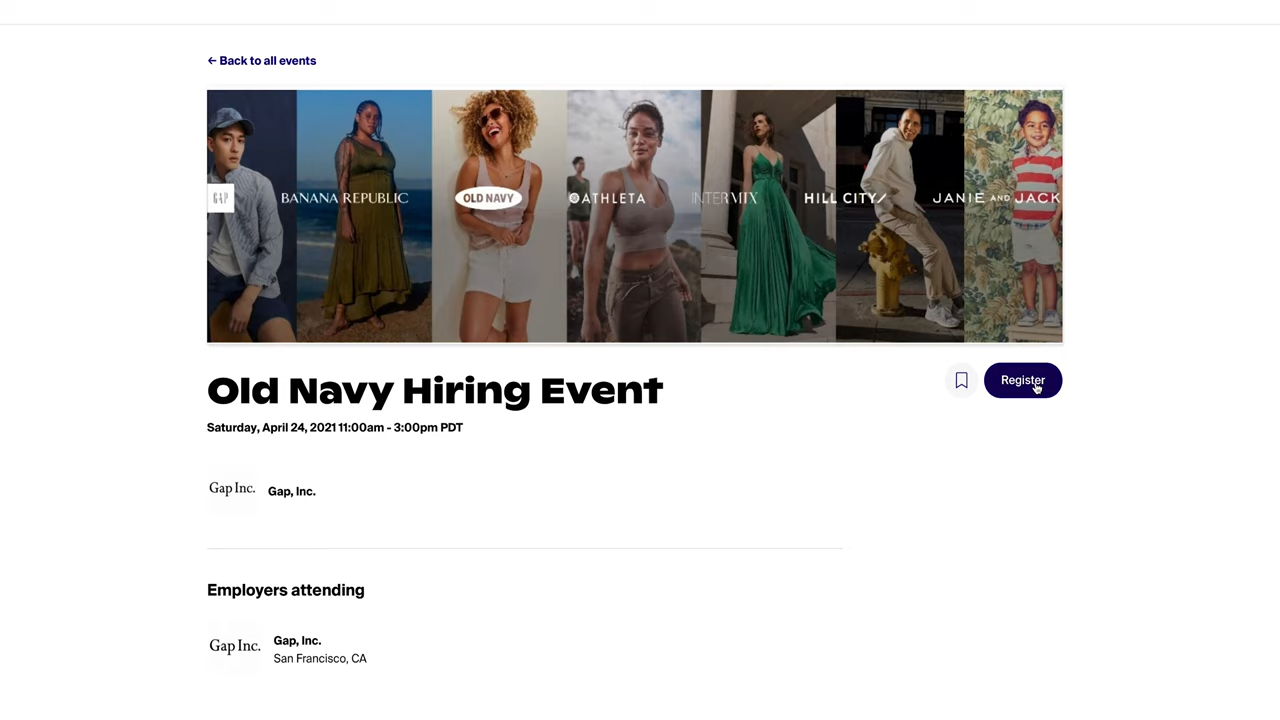 ← Back to all events
GAP
BANANA REPUBLIC
OLD NAVY
ATHLETA
INTERMIX
HILL CITY
JANIE AND JACK
Old Navy Hiring Event
Register
Saturday, April 24, 2021 11:00am - 3:00pm PDT
Gap Inc.
Gap, Inc.
Employers attending
Gap Inc.
Gap, Inc.
San Francisco, CA